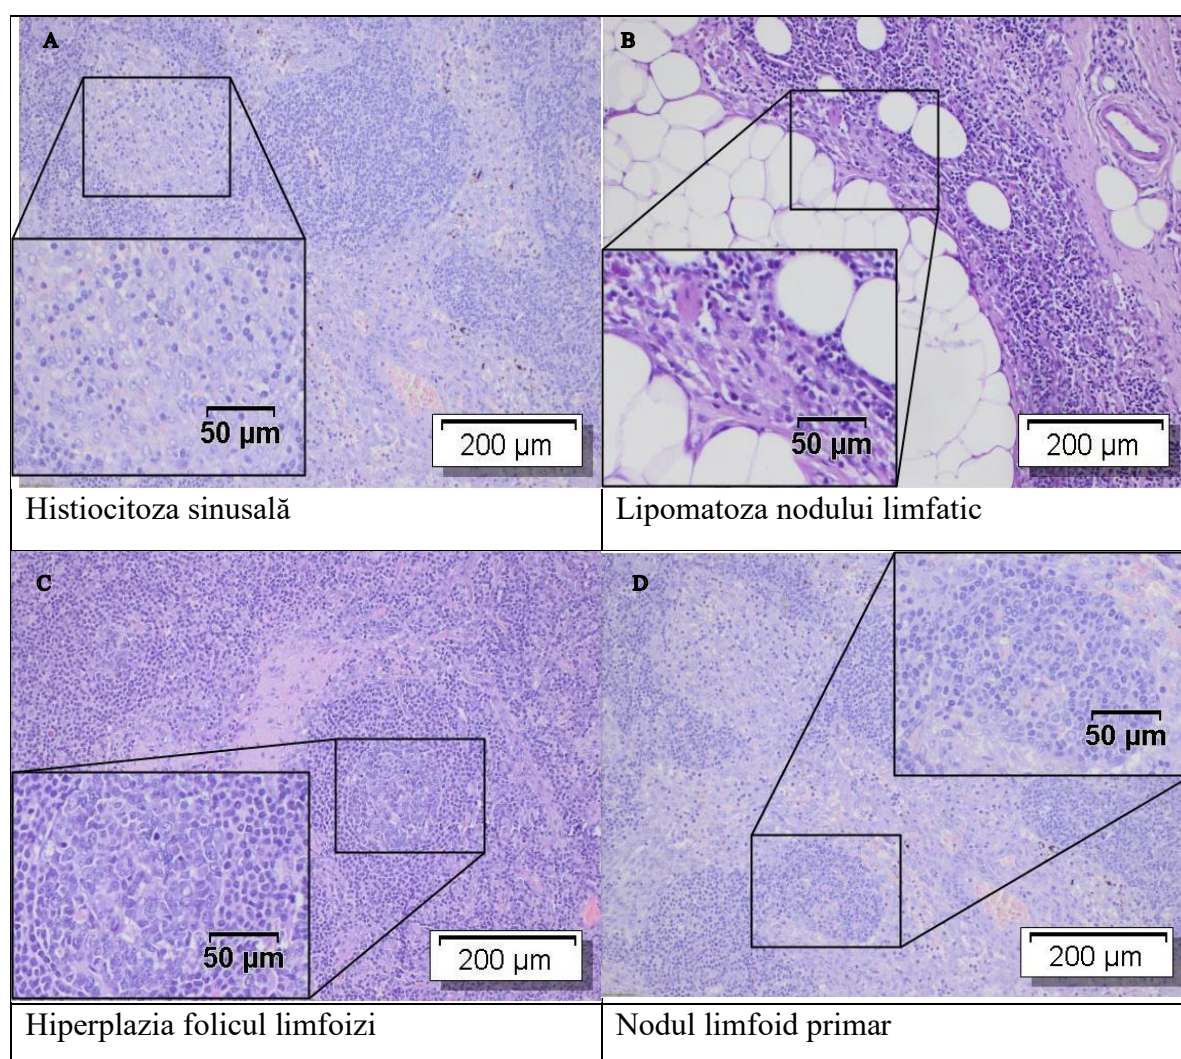 A
B
50 µm
200 µm
50 µm
200 µm
Histiocitoza sinusală
Lipomatoza nodului limfatic
C
D
50 µm
50 µm
200 µm
200 µm
Hiperplazia folicul limfoizi
Nodul limfoid primar